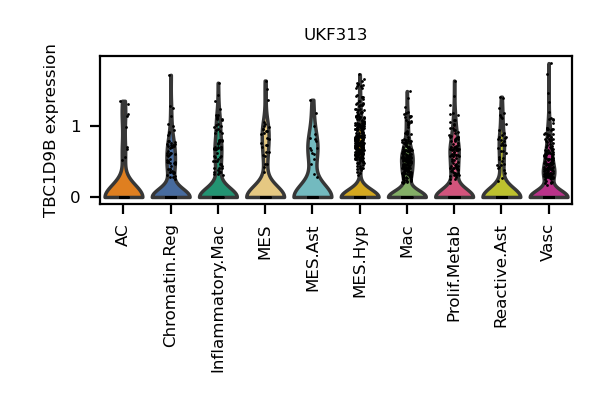 UKF313
TBC1D9B expression
1
0
AC
Chromatin.Reg
Inflammatory.Mac
MES
MES.Ast
MES.Hyp
Mac
Prolif.Metab
Reactive.Ast
Vasc